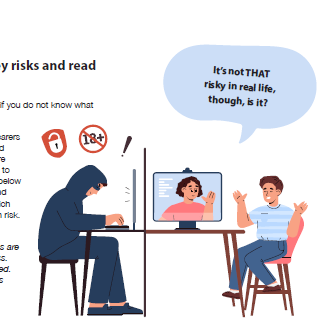 y risks and read
if you do not know what
arers
d
re
to
below
nd
ich
n risk.
s are
s.
ed.
s
18+
!
It's not THAT
risky in real life,
though, is it?